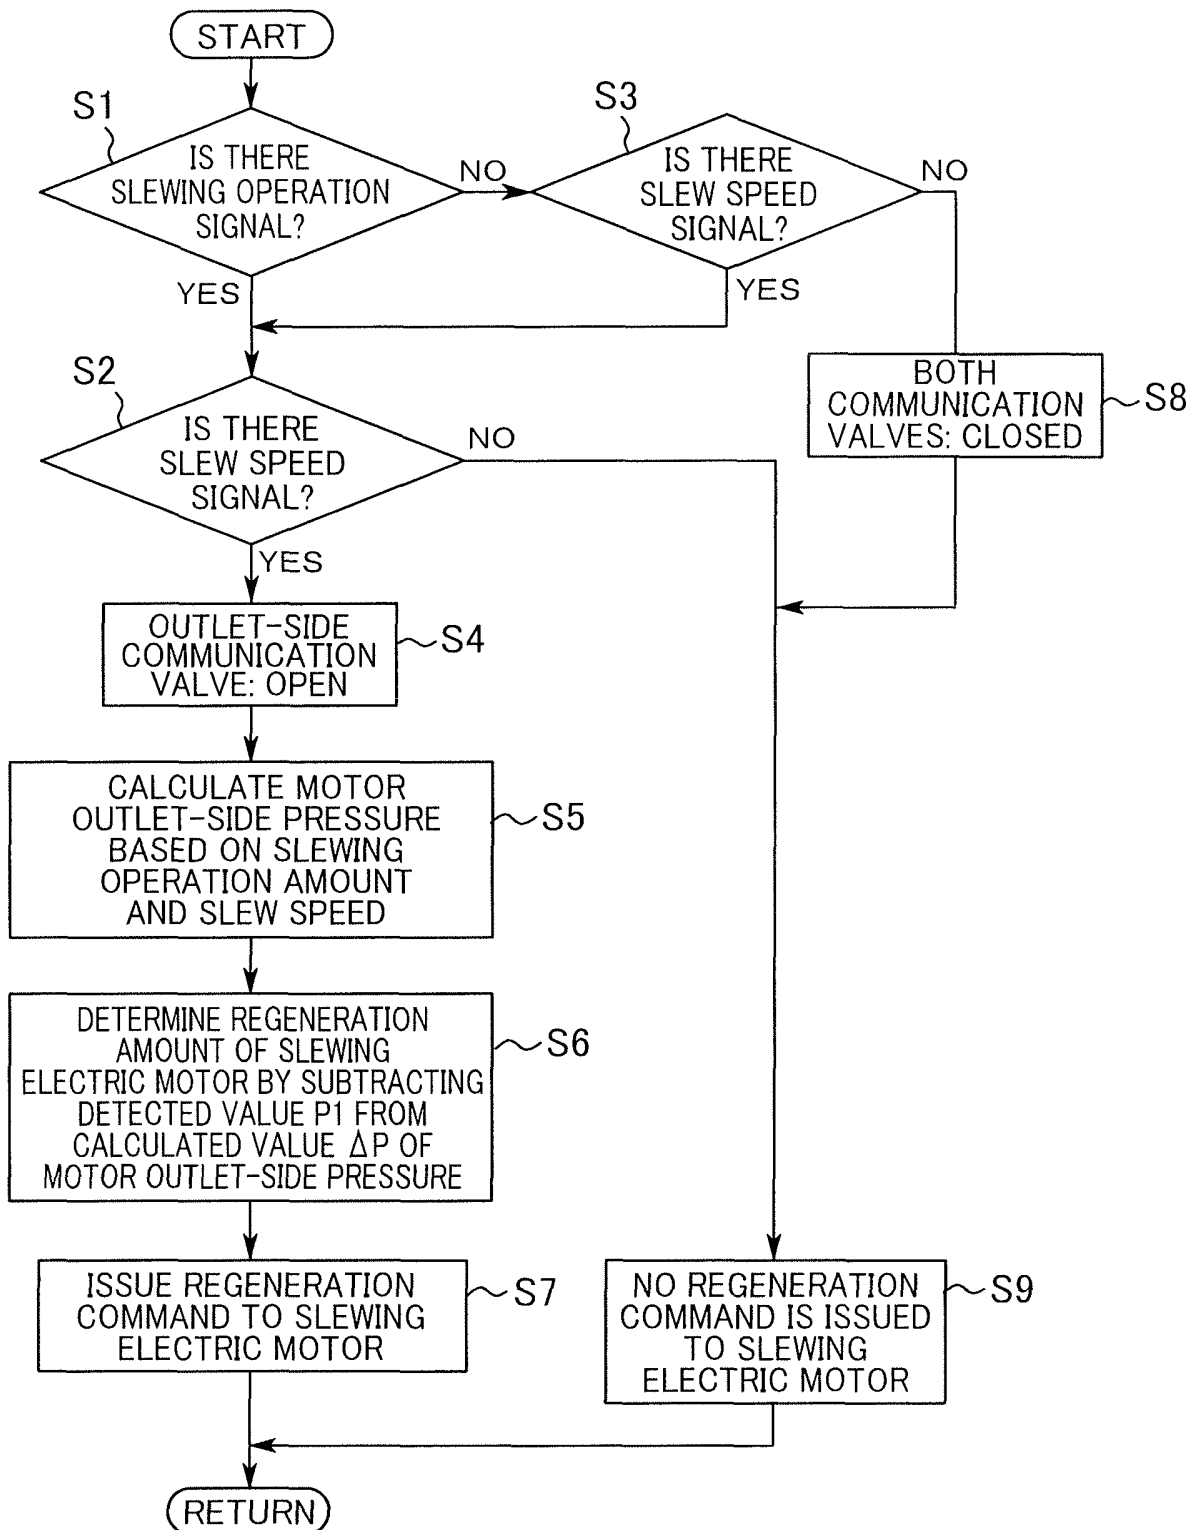 START
S1
IS THERE
SLEWING OPERATION
SIGNAL?
NO
YES
S3
IS THERE
SLEW SPEED
SIGNAL?
NO
YES
S2
IS THERE
SLEW SPEED
SIGNAL?
NO
YES
BOTH
COMMUNICATION
VALVES: CLOSED
S8
OUTLET-SIDE
COMMUNICATION
VALVE: OPEN
S4
CALCULATE MOTOR
OUTLET-SIDE PRESSURE
BASED ON SLEWING
OPERATION AMOUNT
AND SLEW SPEED
S5
DETERMINE REGENERATION
AMOUNT OF SLEWING
ELECTRIC MOTOR BY SUBTRACTING
DETECTED VALUE P1 FROM
CALCULATED VALUE ΔP OF
MOTOR OUTLET-SIDE PRESSURE
S6
ISSUE REGENERATION
COMMAND TO SLEWING
ELECTRIC MOTOR
S7
NO REGENERATION
COMMAND IS ISSUED
TO SLEWING
ELECTRIC MOTOR
S9
RETURN